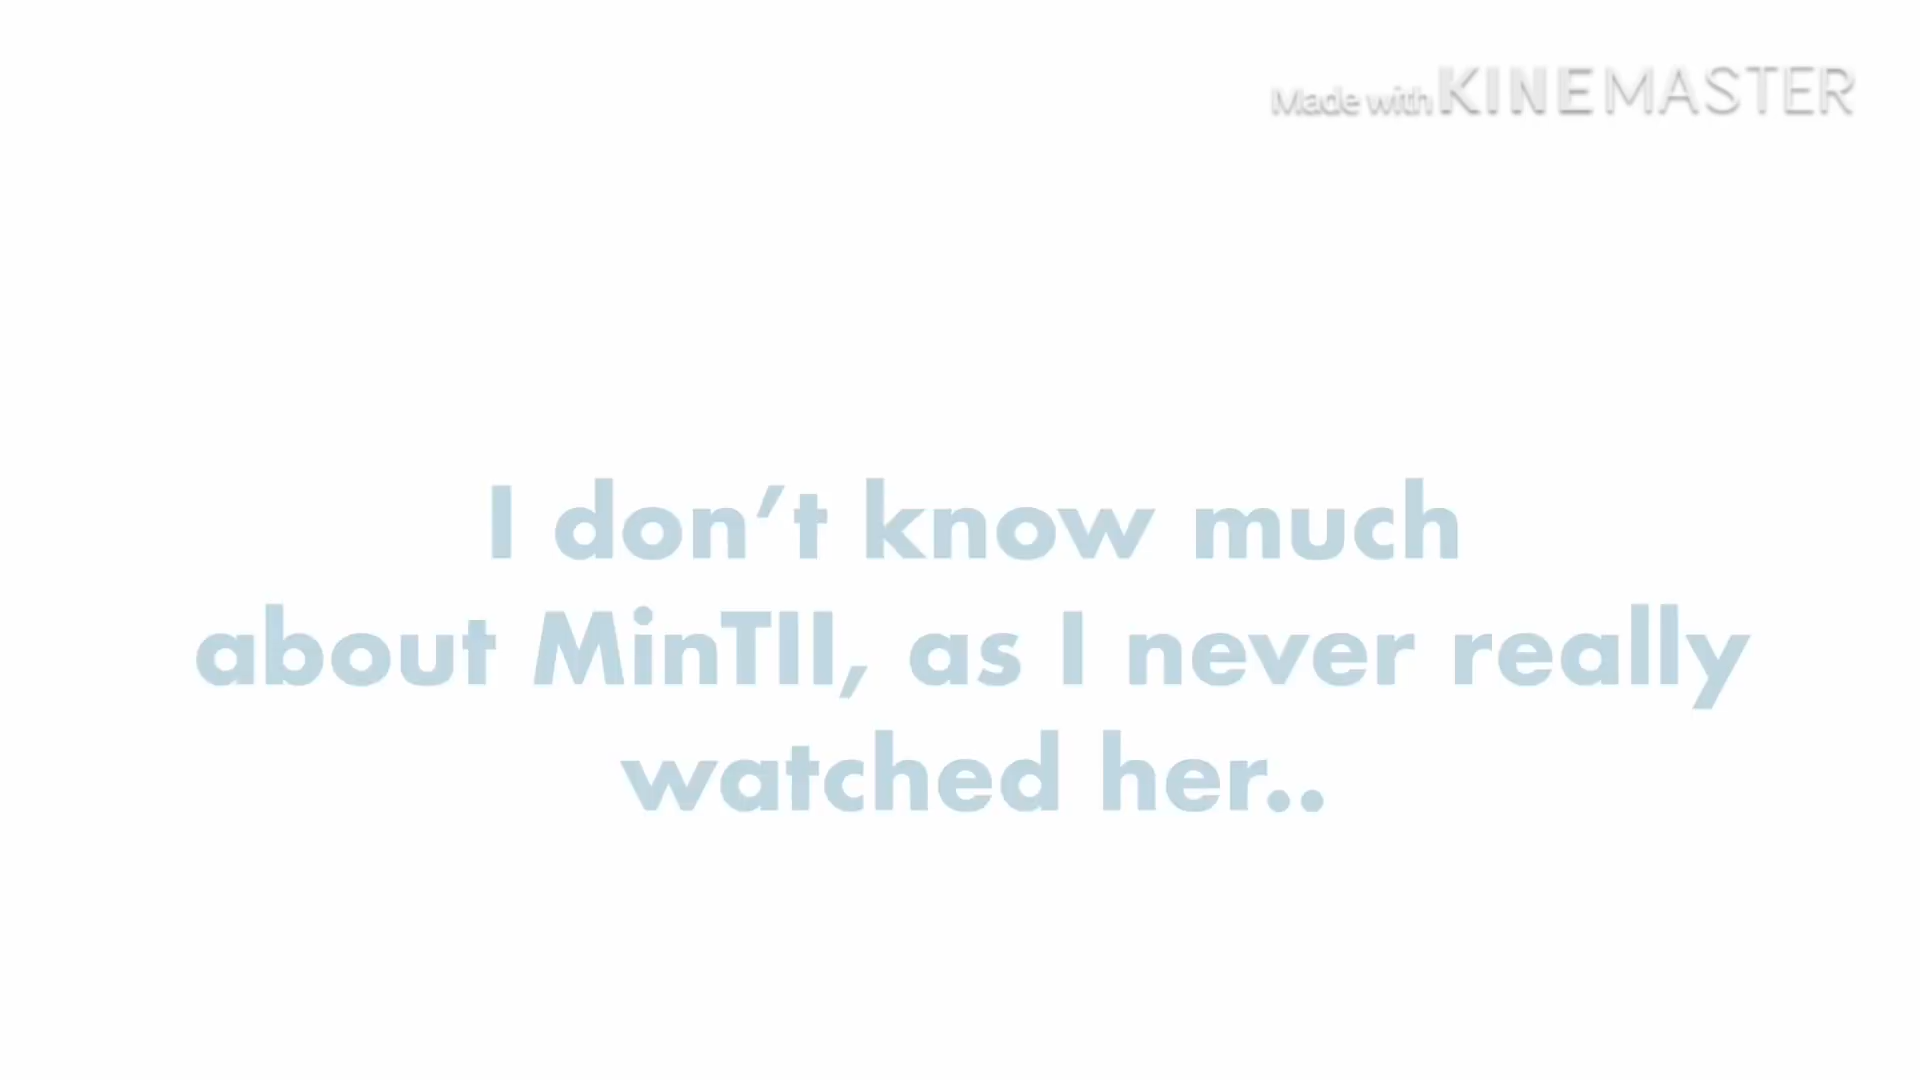 Made with KINEMASTER
I don’t know much
about MinTII, as I never really
watched her..